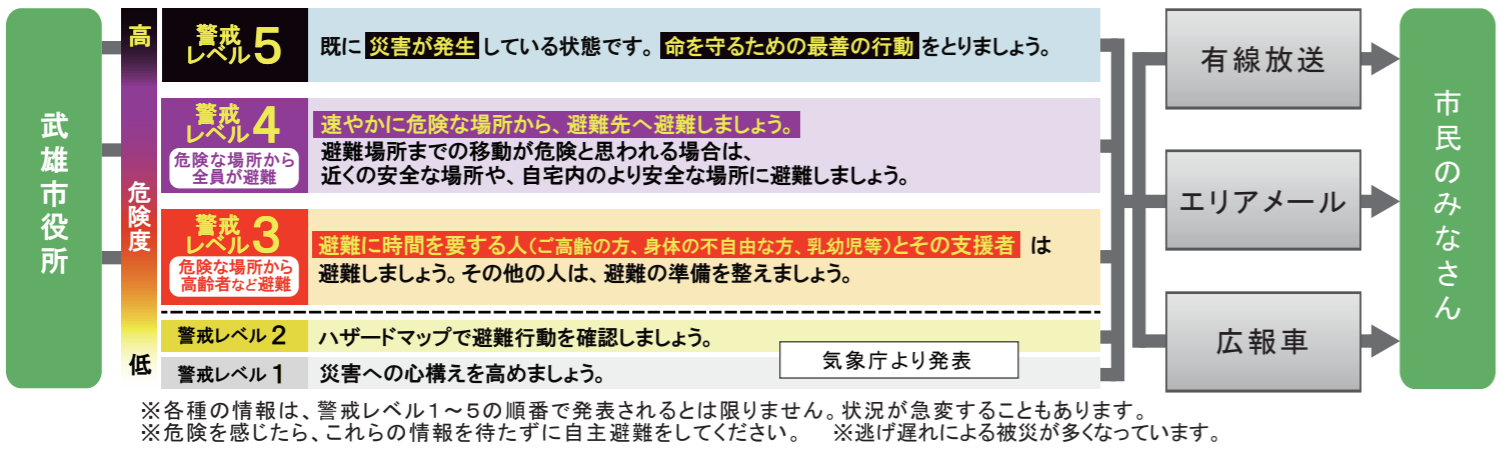 武雄市役所
高
危険度
低
警戒
レベル5
既に災害が発生している状態です。命を守るための最善の行動をとりましょう。
警戒
レベル4
危険な場所から
全員が避難
速やかに危険な場所から、避難先へ避難しましょう。
避難場所までの移動が危険と思われる場合は、
近くの安全な場所や、自宅内のより安全な場所に避難しましょう。
警戒
レベル3
危険な場所から
高齢者など避難
避難に時間を要する人(ご高齢の方、身体の不自由な方、乳幼児等)とその支援者 は
避難しましょう。その他の人は、避難の準備を整えましょう。
警戒レベル 2
ハザードマップで避難行動を確認しましょう。
警戒レベル 1
災害への心構えを高めましょう。
気象庁より発表
有線放送
エリアメール
広報車
市民のみなさん
※各種の情報は、警戒レベル1~5の順番で発表されるとは限りません。状況が急変することもあります。
※危険を感じたら、これらの情報を待たずに自主避難をしてください。 ※逃げ遅れによる被災が多くなっています。